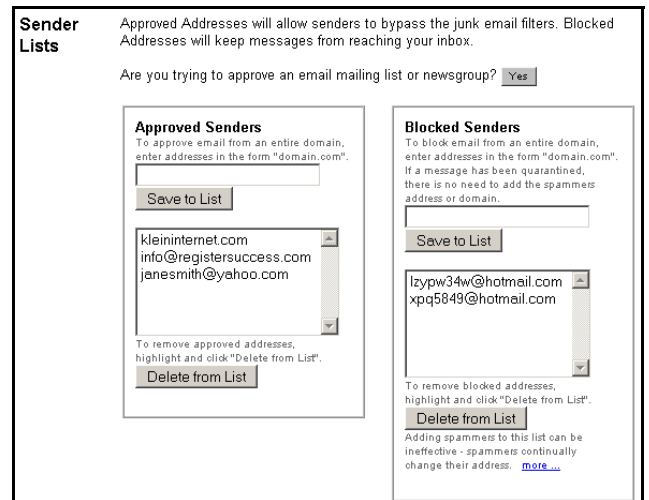 Sender
Lists
Approved Addresses will allow senders to bypass the junk email filters. Blocked
Addresses will keep messages from reaching your inbox.
Are you trying to approve an email mailing list or newsgroup? Yes
Approved Senders
To approve email from an entire domain,
enter addresses in the form "domain.com".
Save to List
kleininternet.com
info@registersuccess.com
janesmith@yahoo.com
To remove approved addresses,
highlight and click "Delete from List".
Delete from List
Blocked Senders
To block email from an entire domain,
enter addresses in the form "domain.com".
If a message has been quarantined,
there is no need to add the spammers
address or domain.
Save to List
lzypw34w@hotmail.com
xpq5849@hotmail.com
To remove blocked addresses,
highlight and click "Delete from List".
Delete from List
Adding spammers to this list can be
ineffective - spammers continually
change their address. more ...